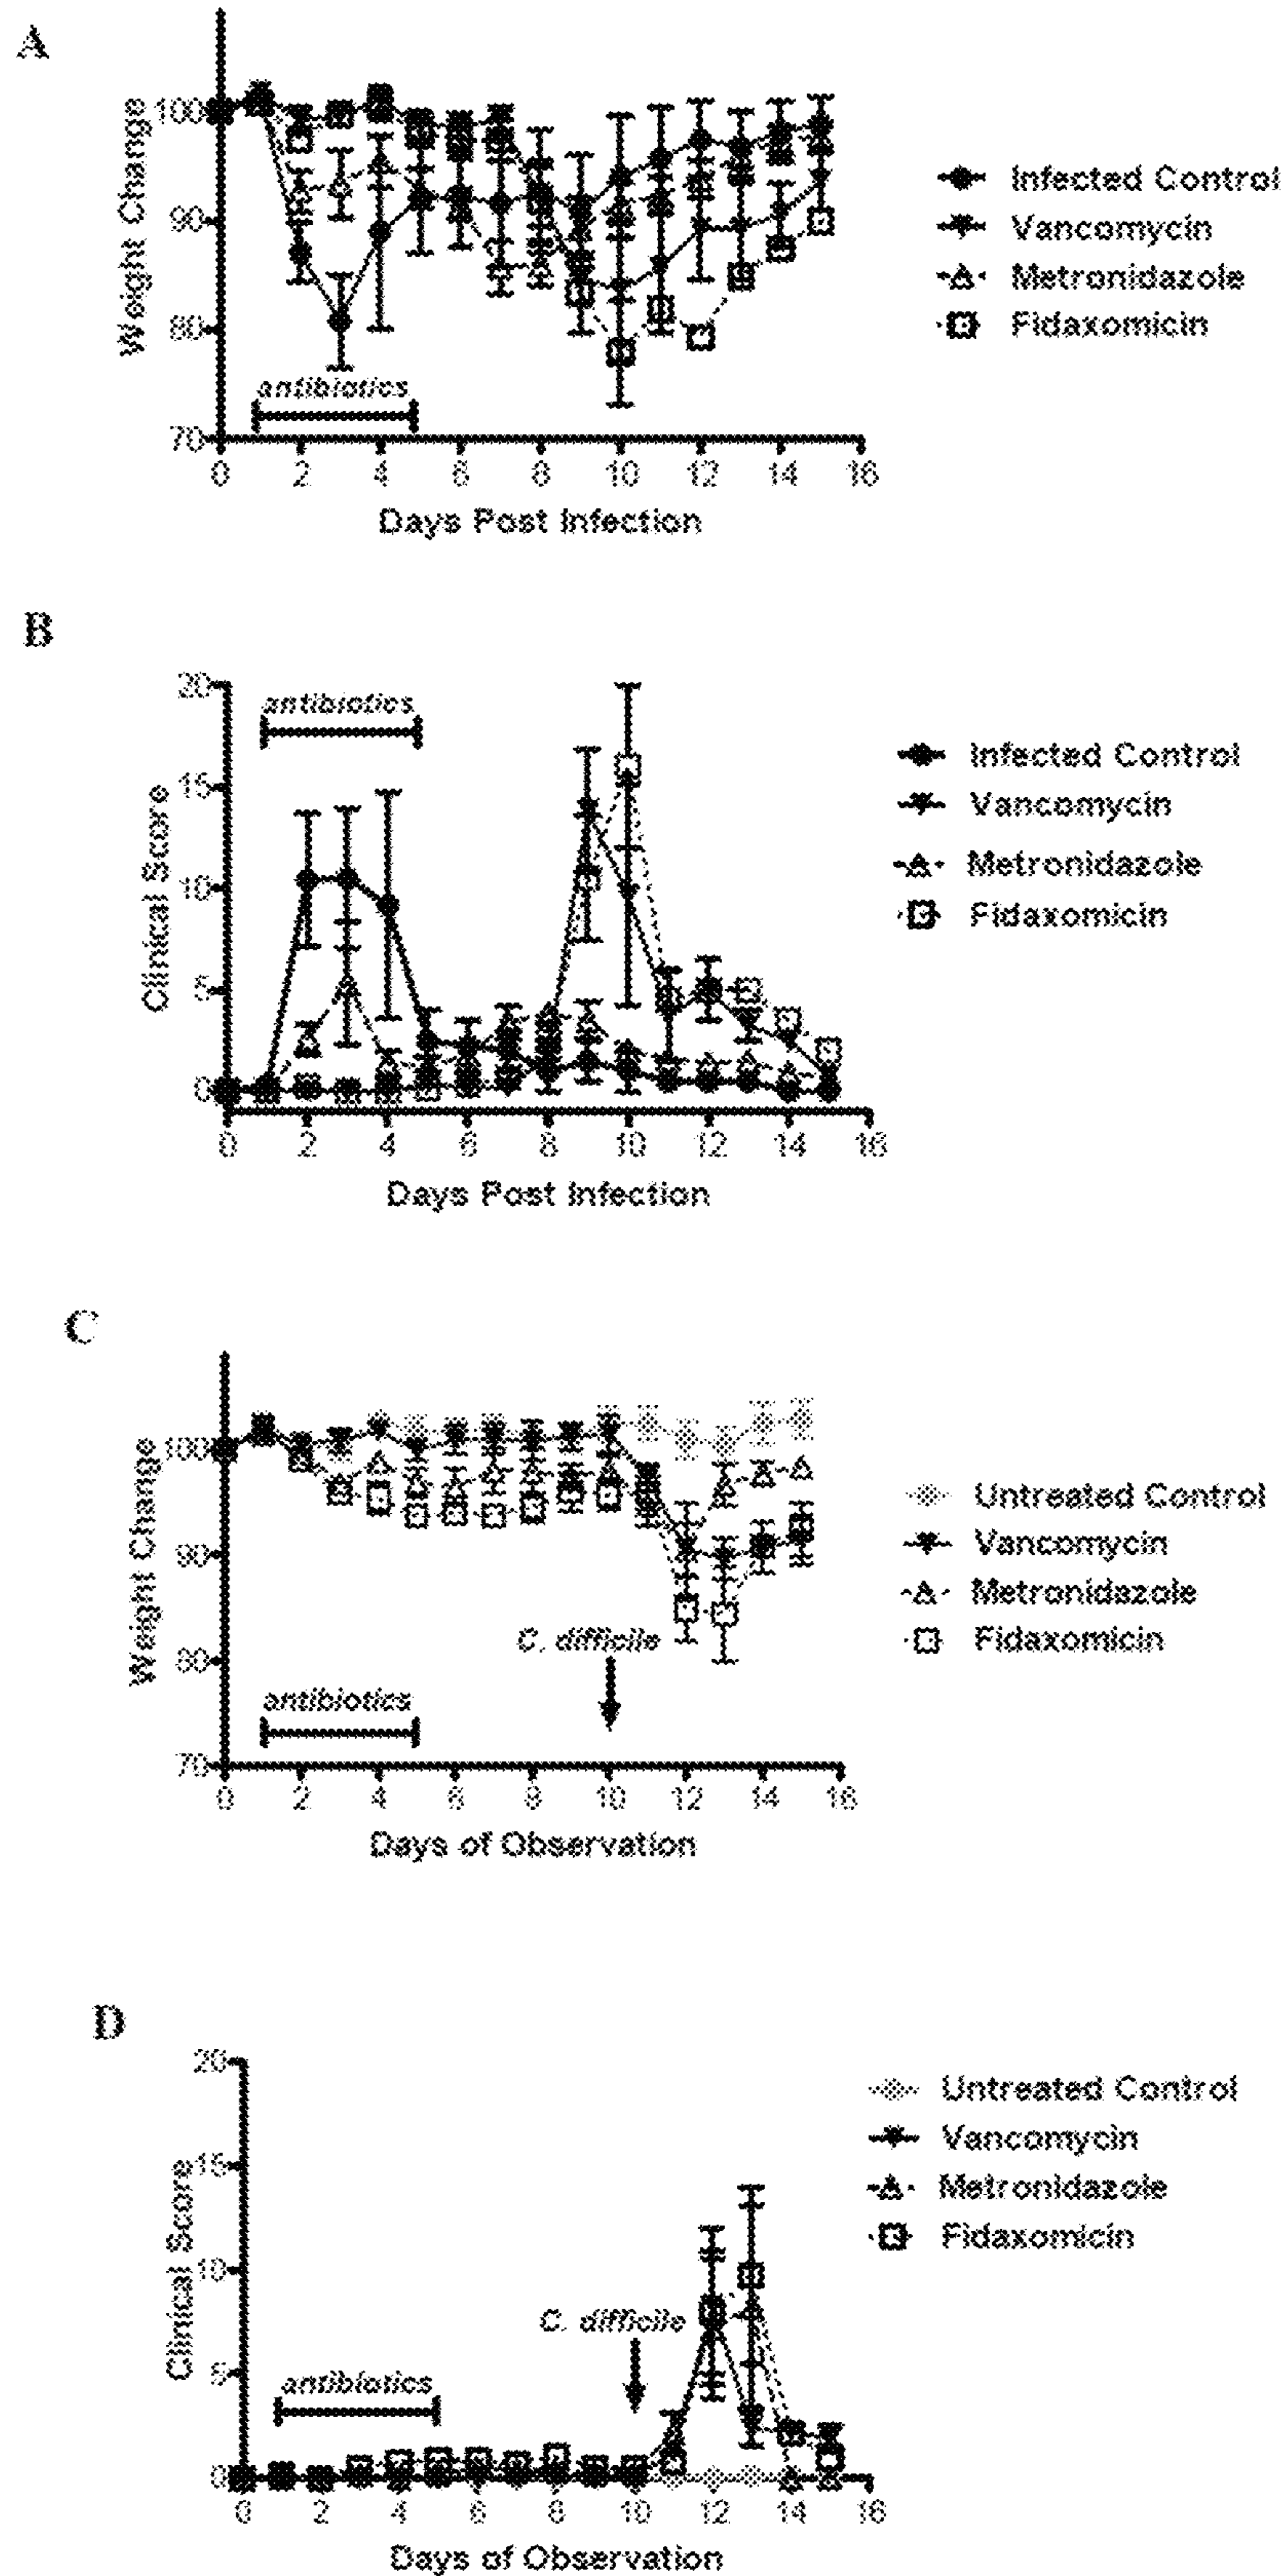 A
Weight Change
100
90
80
70
antibiotics
0 2 4 6 8 10 12 14 16
Days Post Infection
Infected Control
Vancomycin
Metronidazole
Fidaxomicin
B
Clinical Score
20
15
10
5
0
antibiotics
0 2 4 6 8 10 12 14 16
Days Post Infection
Infected Control
Vancomycin
Metronidazole
Fidaxomicin
C
Weight Change
100
90
80
70
antibiotics
C. difficile
0 2 4 6 8 10 12 14 16
Days of Observation
Untreated Control
Vancomycin
Metronidazole
Fidaxomicin
D
Clinical Score
20
15
10
5
0
antibiotics
C. difficile
0 2 4 6 8 10 12 14 16
Days of Observation
Untreated Control
Vancomycin
Metronidazole
Fidaxomicin